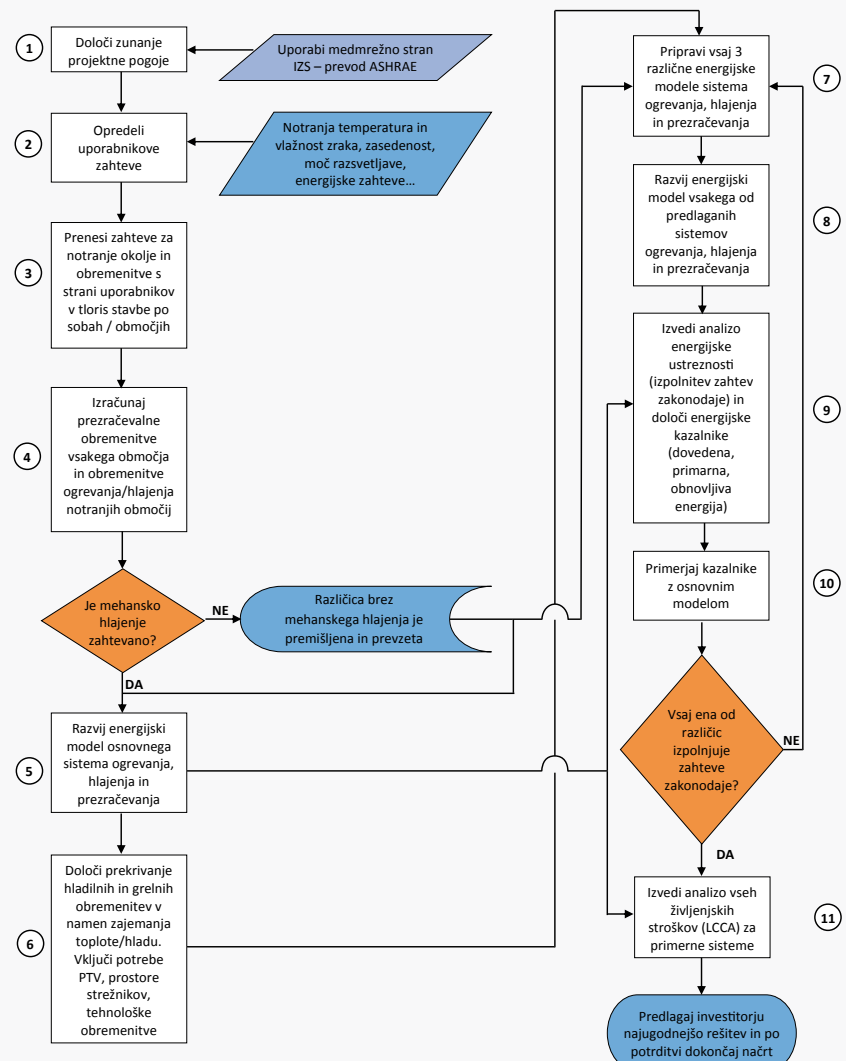 1
Določi zunanje
projektne pogoje
Uporabi medmrežno stran
IZS – prevod ASHRAE
2
Opredeli
uporabnikove
zahteve
Notranja temperatura in
vlažnost zraka, zasedenost,
moč razsvetljave,
energijske zahteve…
3
Prenesi zahteve za
notranje okolje in
obremenitve s
strani uporabnikov
v tloris stavbe po
sobah / območjih
4
Izračunaj
prezračevalne
obremenitve
vsakega območja
in obremenitve
ogrevanja/hlajenja
notranjih območij
Je mehansko
hlajenje
zahtevano?
NE
Različica brez
mehanskega hlajenja je
premišljena in prevzeta
DA
5
Razvij energijski
model osnovnega
sistema ogrevanja,
hlajenja in
prezračevanja
6
Določi prekrivanje
hladilnih in grelnih
obremenitev v
namen zajemanja
toplote/hladu.
Vključi potrebe
PTV, prostore
strežnikov,
tehnološke
obremenitve
Pripravi vsaj 3
različne energijske
modele sistema
ogrevanja, hlajenja
in prezračevanja
7
Razvij energijski
model vsakega od
predlaganih
sistemov
ogrevanja, hlajenja
in prezračevanja
8
Izvedi analizo
energijske
ustreznosti
(izpolnitev zahtev
zakonodaje) in
določi energijske
kazalnike
(dovedena,
primarna,
obnovljiva
energija)
9
Primerjaj kazalnike
z osnovnim
modelom
10
Vsaj ena od
različic
izpolnjuje
zahteve
zakonodaje?
NE
DA
Izvedi analizo vseh
življenjskih
stroškov (LCCA) za
primerne sisteme
11
Predlagaj investitorju
najugodnejšo rešitev in po
potrditvi dokončaj načrt